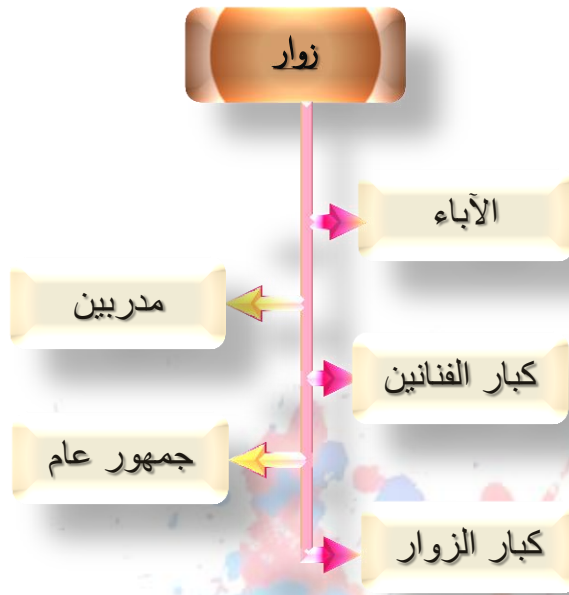 زوار
الآباء
مدربين
كبار الفنانين
جمهور عام
كبار الزوار